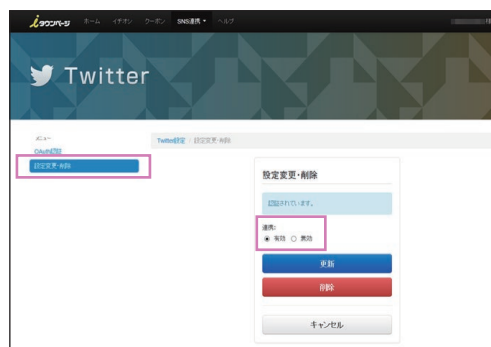 iタウンページ ホーム イチオシ クーポン SNS連携 ヘルプ
Twitter
メニュー
OAuth認証
設定変更・削除
Twitter設定 / 設定変更・削除
設定変更・削除
認証されています。
連携:
有効 無効
更新
削除
キャンセル